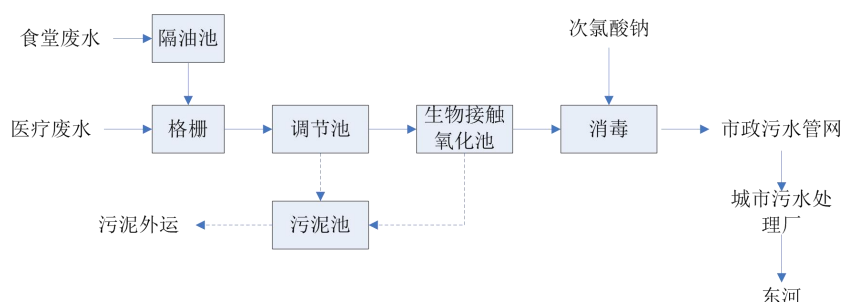 食堂废水
隔油池
次氯酸钠
医疗废水
格栅
调节池
生物接触
氧化池
消毒
市政污水管网
污泥外运
污泥池
城市污水处
理厂
东河